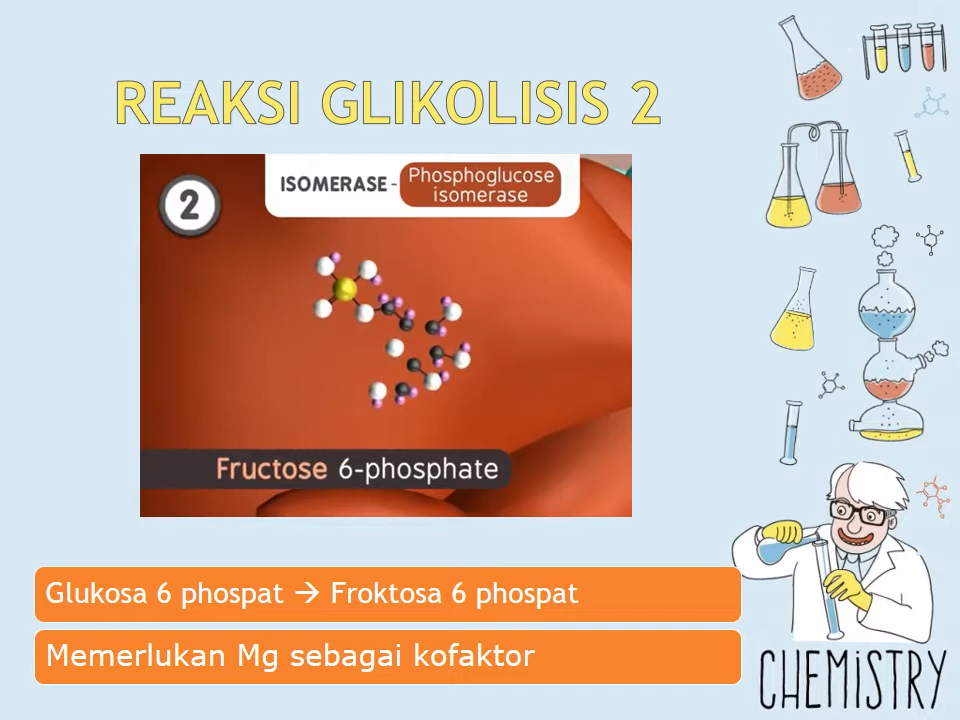 REAKSI GLIKOLISIS 2
2
ISOMERASE - Phosphoglucose
isomerase
Fructose 6-phosphate
Glukosa 6 phospat → Froktosa 6 phospat
Memerlukan Mg sebagai kofaktor
CHEMiSTRY